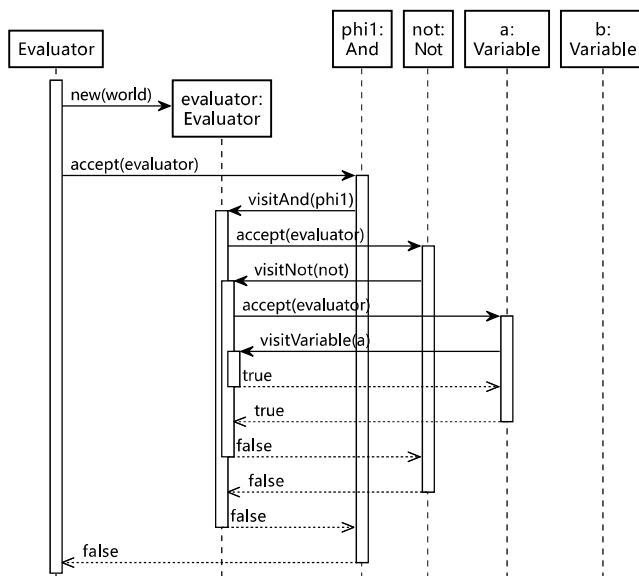 phi1:
And
not:
Not
a:
Variable
b:
Variable
Evaluator
new(world)
evaluator:
Evaluator
accept(evaluator)
visitAnd(phi1)
accept(evaluator)
visitNot(not)
accept(evaluator)
visitVariable(a)
true
true
false
false
false
false